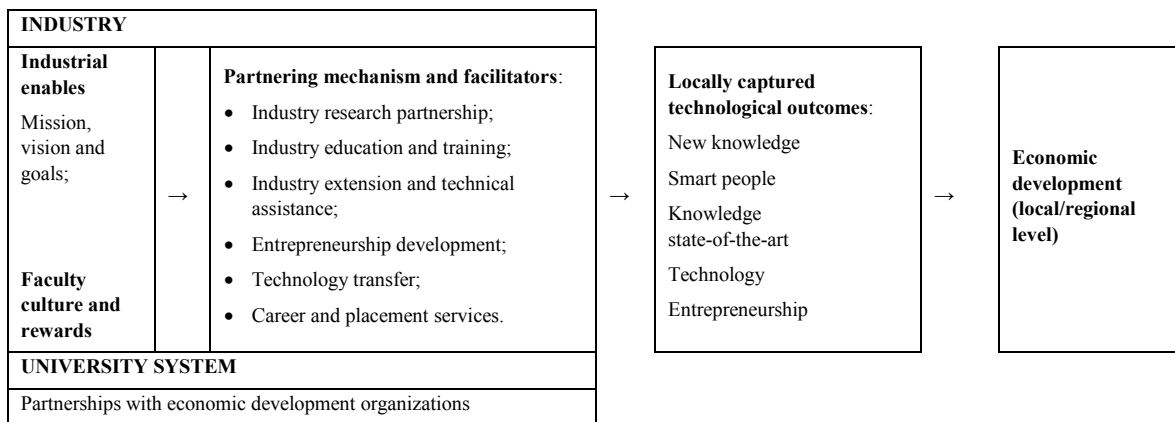 INDUSTRY
Industrial
enables
Mission,
vision and
goals;
Faculty
culture and
rewards
→
Partnering mechanism and facilitators:
• Industry research partnership;
• Industry education and training;
• Industry extension and technical
assistance;
• Entrepreneurship development;
• Technology transfer;
• Career and placement services.
UNIVERSITY SYSTEM
Partnerships with economic development organizations
→
Locally captured
technological outcomes:
New knowledge
Smart people
Knowledge
state-of-the-art
Technology
Entrepreneurship
→
Economic
development
(local/regional
level)